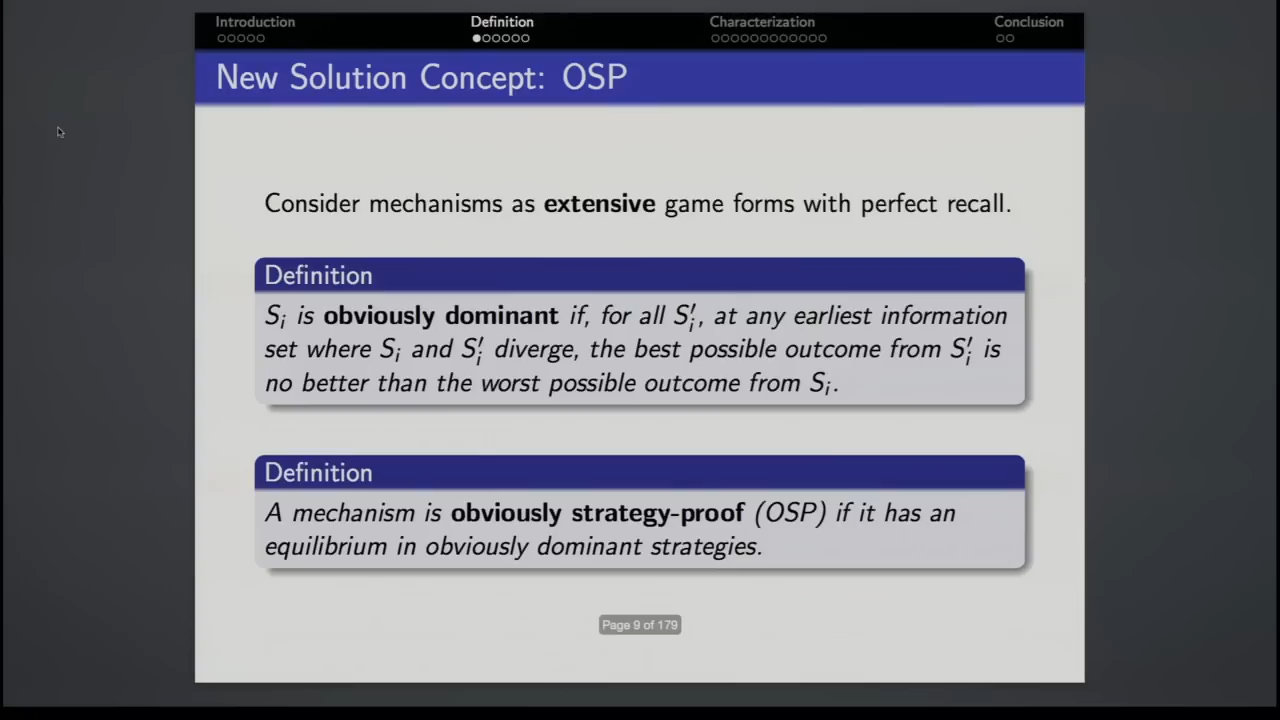 Introduction Definition Characterization Conclusion
New Solution Concept: OSP
Consider mechanisms as extensive game forms with perfect recall.
Definition
Sᵢ is obviously dominant if, for all Sᵢ′, at any earliest information
set where Sᵢ and Sᵢ′ diverge, the best possible outcome from Sᵢ′ is
no better than the worst possible outcome from Sᵢ.
Definition
A mechanism is obviously strategy-proof (OSP) if it has an
equilibrium in obviously dominant strategies.
Page 9 of 179